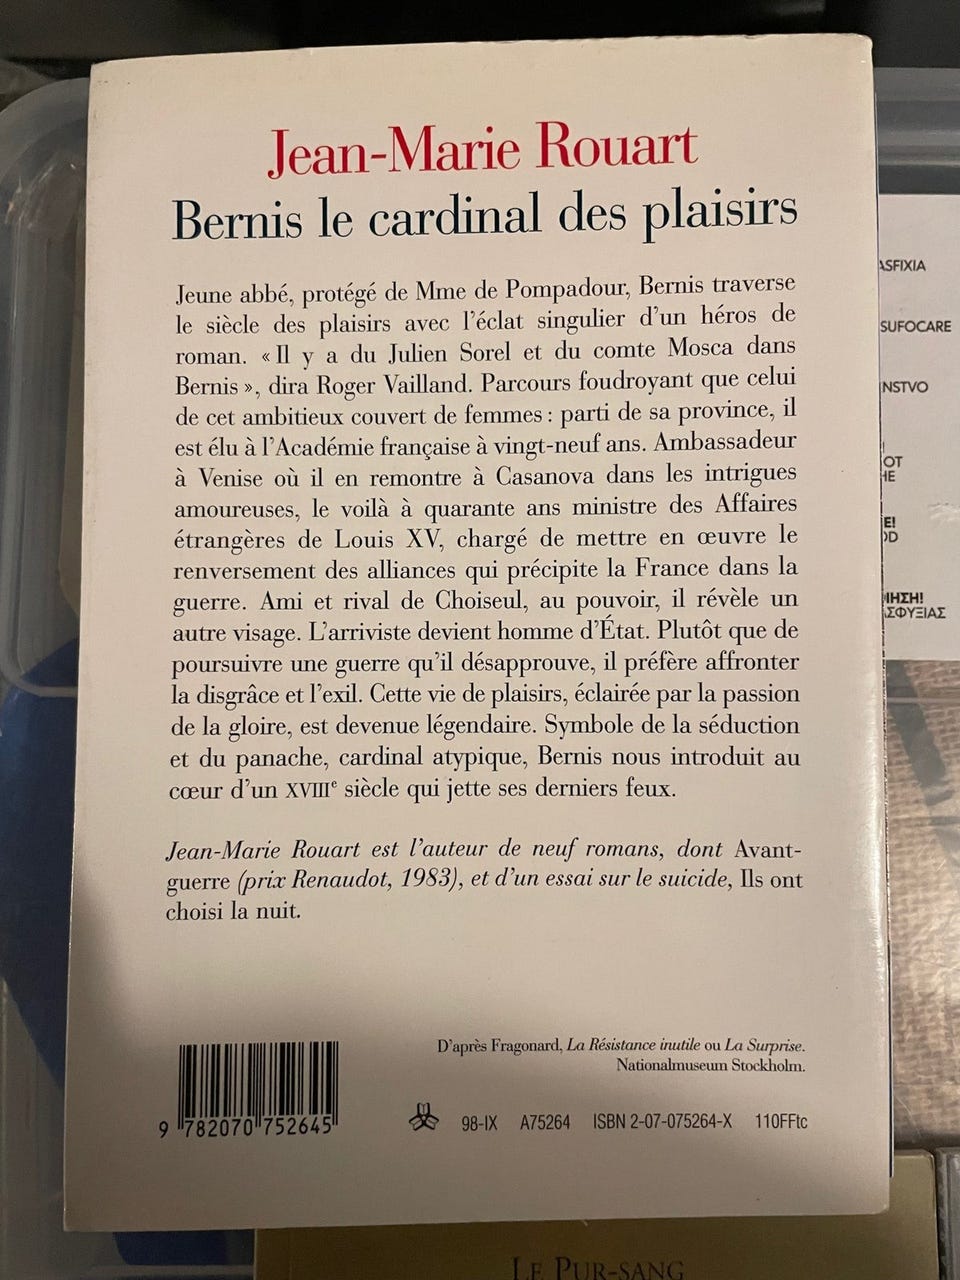 Jean-Marie Rouart
Bernis le cardinal des plaisirs
Jeune abbé, protégé de Mme de Pompadour, Bernis traverse
le siècle des plaisirs avec l'éclat singulier d'un héros de
roman. « Il y a du Julien Sorel et du comte Mosca dans
Bernis », dira Roger Vailland. Parcours foudroyant que celui
de cet ambitieux couvert de femmes : parti de sa province, il
est élu à l'Académie française à vingt-neuf ans. Ambassadeur
à Venise où il en remontre à Casanova dans les intrigues
amoureuses, le voilà à quarante ans ministre des Affaires
étrangères de Louis XV, chargé de mettre en œuvre le
renversement des alliances qui précipite la France dans la
guerre. Ami et rival de Choiseul, au pouvoir, il révèle un
autre visage. L'arriviste devient homme d'État. Plutôt que de
poursuivre une guerre qu'il désapprouve, il préfère affronter
la disgrâce et l'exil. Cette vie de plaisirs, éclairée par la passion
de la gloire, est devenue légendaire. Symbole de la séduction
et du panache, cardinal atypique, Bernis nous introduit au
cœur d'un XVIIIe siècle qui jette ses derniers feux.
Jean-Marie Rouart est l'auteur de neuf romans, dont Avant-
guerre (prix Renaudot, 1983), et d'un essai sur le suicide, Ils ont
choisi la nuit.
D'après Fragonard, La Résistance inutile ou La Surprise.
Nationalmuseum Stockholm.
9 782070 752645
98-IX A75264 ISBN 2-07-075264-X 110FFtc
ASFIXIA
SUFOCARE
NSTVO
OT
HE
E!
OD
ΙΗΣΗ!
ΑΣΦΥΞΙΑΣ
LE PUR-SANG